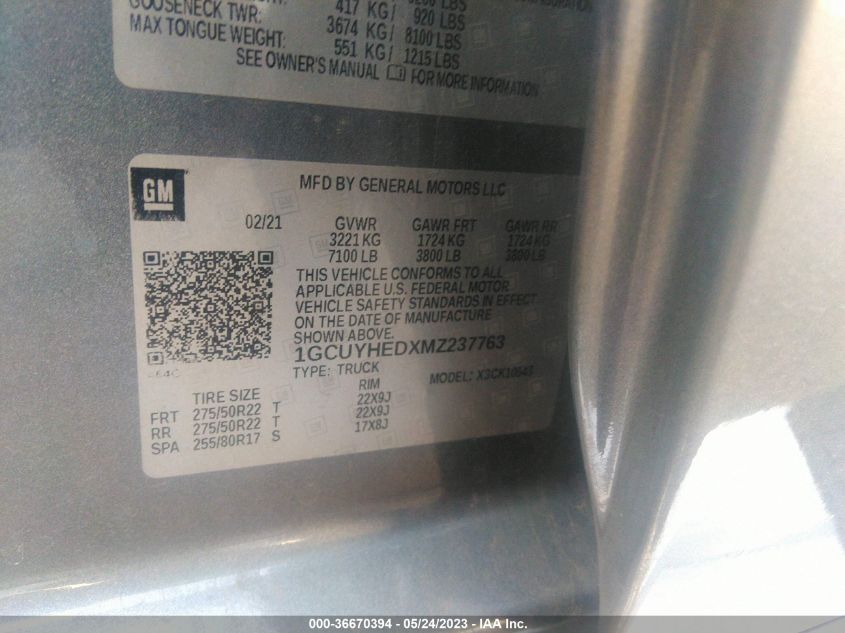 GOOSENECK TWR: 417 KG/ 920 LBS
MAX TONGUE WEIGHT: 3674 KG/ 8100 LBS
551 KG/ 1215 LBS
SEE OWNER'S MANUAL FOR MORE INFORMATION
GM
MFD BY GENERAL MOTORS LLC
02/21 GVWR GAWR FRT GAWR RR
3221 KG 1724 KG 1724 KG
7100 LB 3800 LB 3800 LB
THIS VEHICLE CONFORMS TO ALL
APPLICABLE U.S. FEDERAL MOTOR
VEHICLE SAFETY STANDARDS IN EFFECT
ON THE DATE OF MANUFACTURE
SHOWN ABOVE.
1GCUYHEDXMZ237763
TYPE: TRUCK MODEL:
TIRE SIZE RIM
FRT 275/50R22 T 22X9J
RR 275/50R22 T 22X9J
SPA 255/80R17 S 17X8J
000-36670394 - 05/24/2023 - IAA Inc.